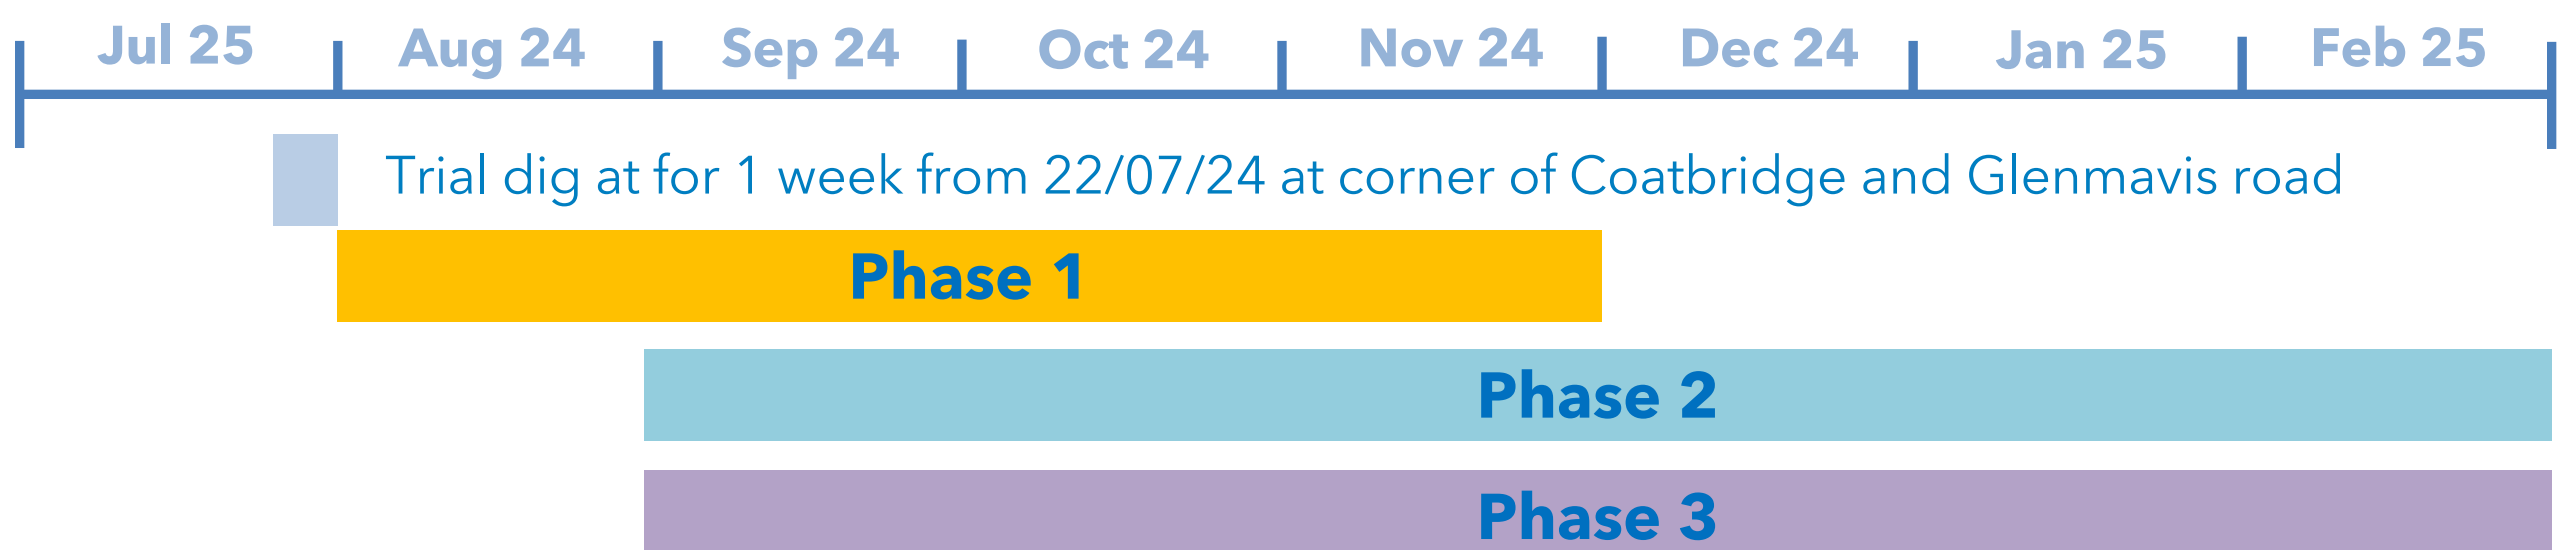 Jul 25 Aug 24 Sep 24 Oct 24 Nov 24 Dec 24 Jan 25 Feb 25
Trial dig at for 1 week from 22/07/24 at corner of Coatbridge and Glenmavis road
Phase 1
Phase 2
Phase 3